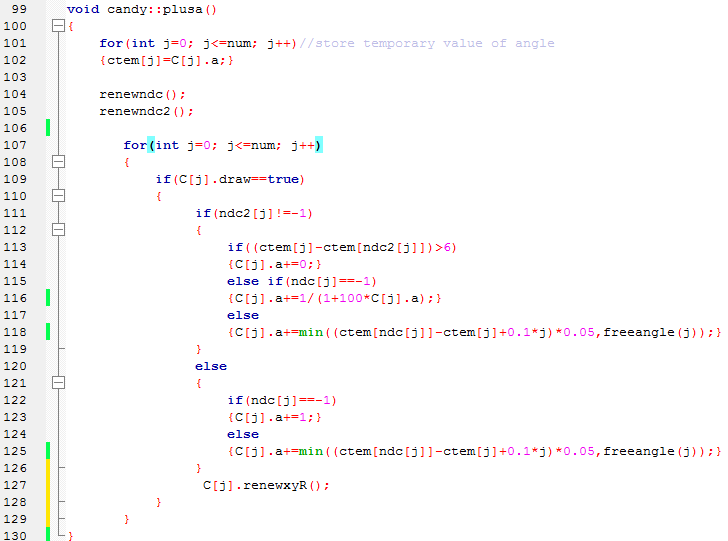 99 void candy::plusa()
100 {
101 for(int j=0; j<=num; j++)//store temporary value of angle
102 {ctem[j]=C[j].a;}
103
104 renewndc();
105 renewndc2();
106
107 for(int j=0; j<=num; j++)
108 {
109 if(C[j].draw==true)
110 {
111 if(ndc2[j]!=-1)
112 {
113 if((ctem[j]-ctem[ndc2[j]])>6)
114 {C[j].a+=0;}
115 else if(ndc[j]==-1)
116 {C[j].a+=1/(1+100*C[j].a);}
117 else
118 {C[j].a+=min((ctem[ndc[j]]-ctem[j]+0.1*j)*0.05,freeangle(j));}
119 }
120 else
121 {
122 if(ndc[j]==-1)
123 {C[j].a+=1;}
124 else
125 {C[j].a+=min((ctem[ndc[j]]-ctem[j]+0.1*j)*0.05,freeangle(j));}
126 }
127 C[j].renewxyR();
128 }
129 }
130 }